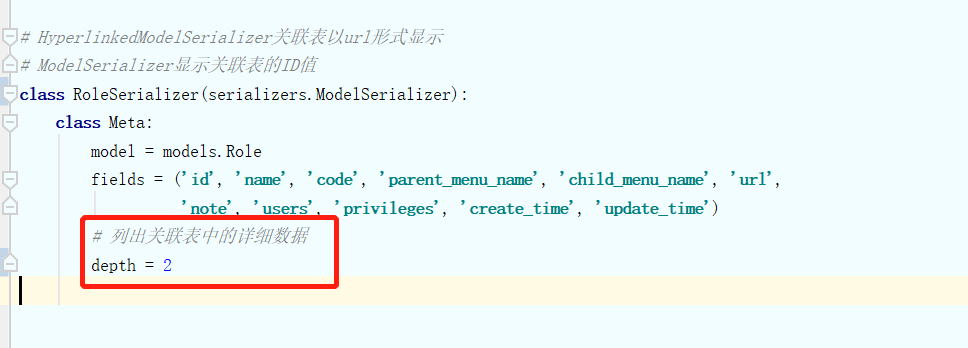 # HyperlinkedModelSerializer关联表以url形式显示
# ModelSerializer显示关联表的ID值
class RoleSerializer(serializers.ModelSerializer):
    class Meta:
        model = models.Role
        fields = ('id', 'name', 'code', 'parent_menu_name', 'child_menu_name', 'url',
                  'note', 'users', 'privileges', 'create_time', 'update_time')
        # 列出关联表中的详细数据
        depth = 2